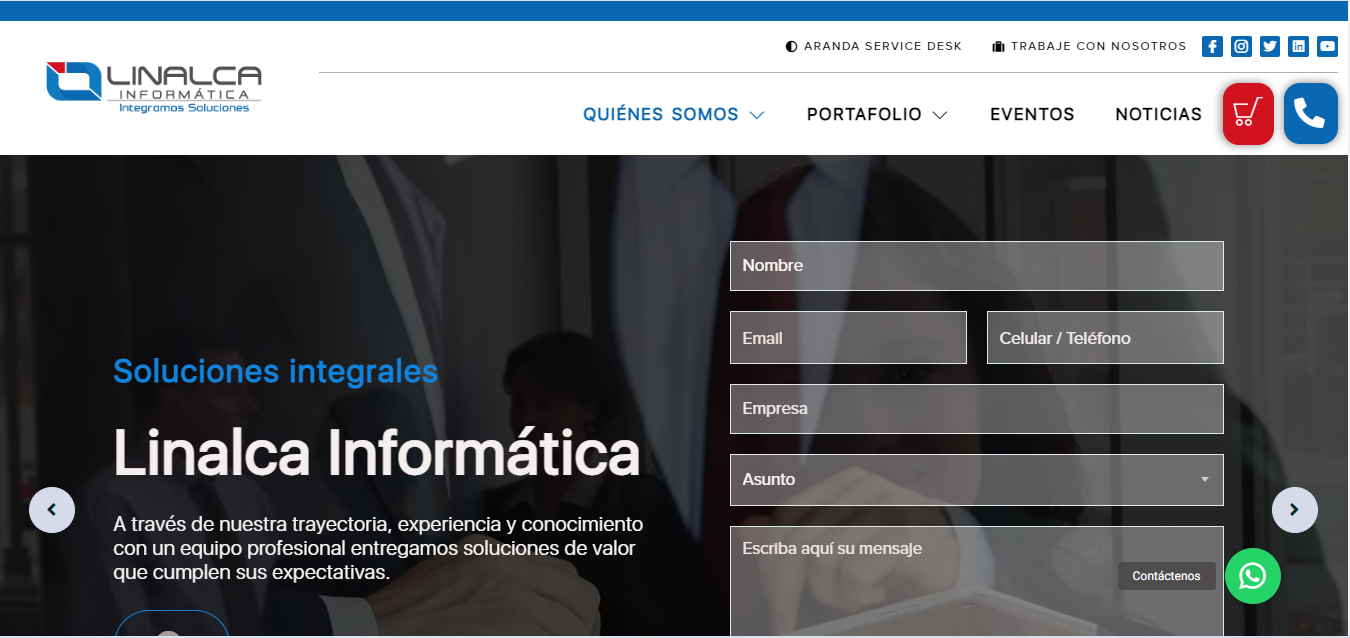 ARANDA SERVICE DESK
TRABAJE CON NOSOTROS
LINALCA
INFORMÁTICA
Integramos Soluciones
QUIÉNES SOMOS
PORTAFOLIO
EVENTOS
NOTICIAS
Soluciones integrales
Linalca Informática
A través de nuestra trayectoria, experiencia y conocimiento
con un equipo profesional entregamos soluciones de valor
que cumplen sus expectativas.
Nombre
Email
Celular / Teléfono
Empresa
Asunto
Escriba aquí su mensaje
Contáctenos